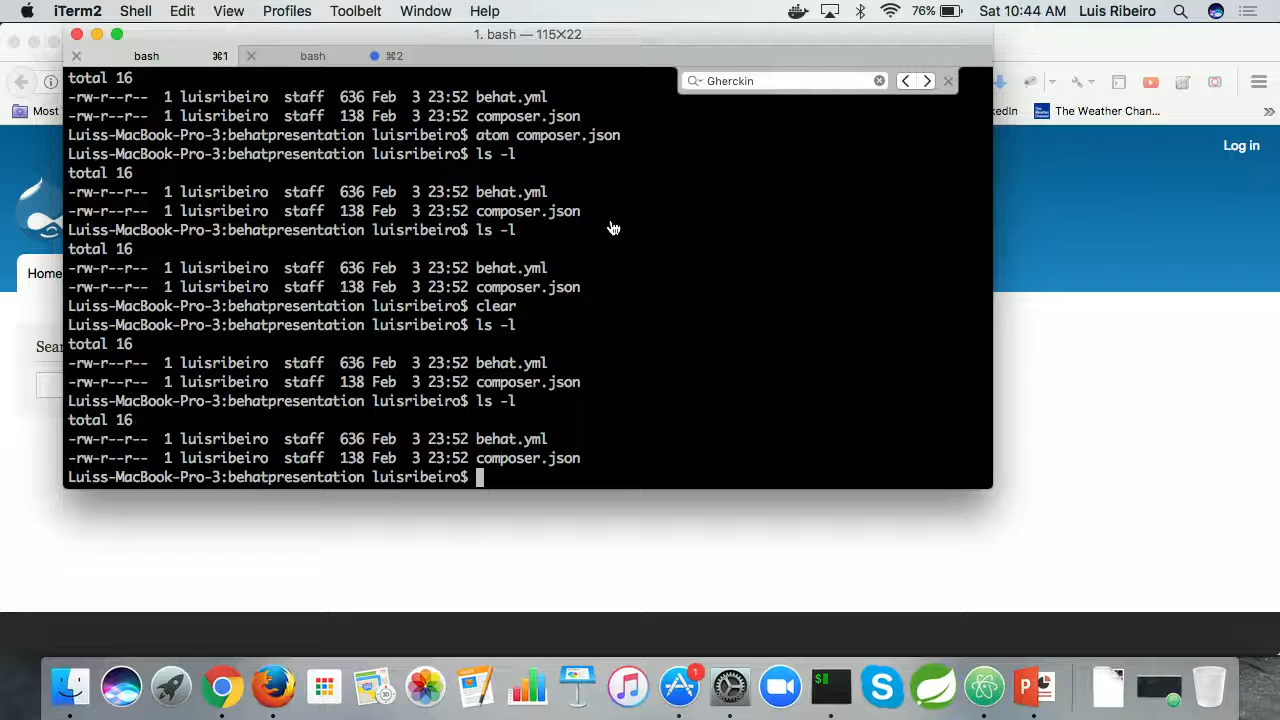 iTerm2 Shell Edit View Profiles Toolbelt Window Help 76% Sat 10:44 AM Luis Ribeiro
1. bash — 115×22
bash ⌘1 bash ⌘2
Gherckin
total 16
-rw-r--r-- 1 luisribeiro staff 636 Feb 3 23:52 behat.yml
-rw-r--r-- 1 luisribeiro staff 138 Feb 3 23:52 composer.json
Luiss-MacBook-Pro-3:behatpresentation luisribeiro$ atom composer.json
Luiss-MacBook-Pro-3:behatpresentation luisribeiro$ ls -l
total 16
-rw-r--r-- 1 luisribeiro staff 636 Feb 3 23:52 behat.yml
-rw-r--r-- 1 luisribeiro staff 138 Feb 3 23:52 composer.json
Luiss-MacBook-Pro-3:behatpresentation luisribeiro$ ls -l
total 16
-rw-r--r-- 1 luisribeiro staff 636 Feb 3 23:52 behat.yml
-rw-r--r-- 1 luisribeiro staff 138 Feb 3 23:52 composer.json
Luiss-MacBook-Pro-3:behatpresentation luisribeiro$ clear
Luiss-MacBook-Pro-3:behatpresentation luisribeiro$ ls -l
total 16
-rw-r--r-- 1 luisribeiro staff 636 Feb 3 23:52 behat.yml
-rw-r--r-- 1 luisribeiro staff 138 Feb 3 23:52 composer.json
Luiss-MacBook-Pro-3:behatpresentation luisribeiro$ ls -l
total 16
-rw-r--r-- 1 luisribeiro staff 636 Feb 3 23:52 behat.yml
-rw-r--r-- 1 luisribeiro staff 138 Feb 3 23:52 composer.json
Luiss-MacBook-Pro-3:behatpresentation luisribeiro$
Most
kedIn The Weather Chan...
Log in
Home
Sear